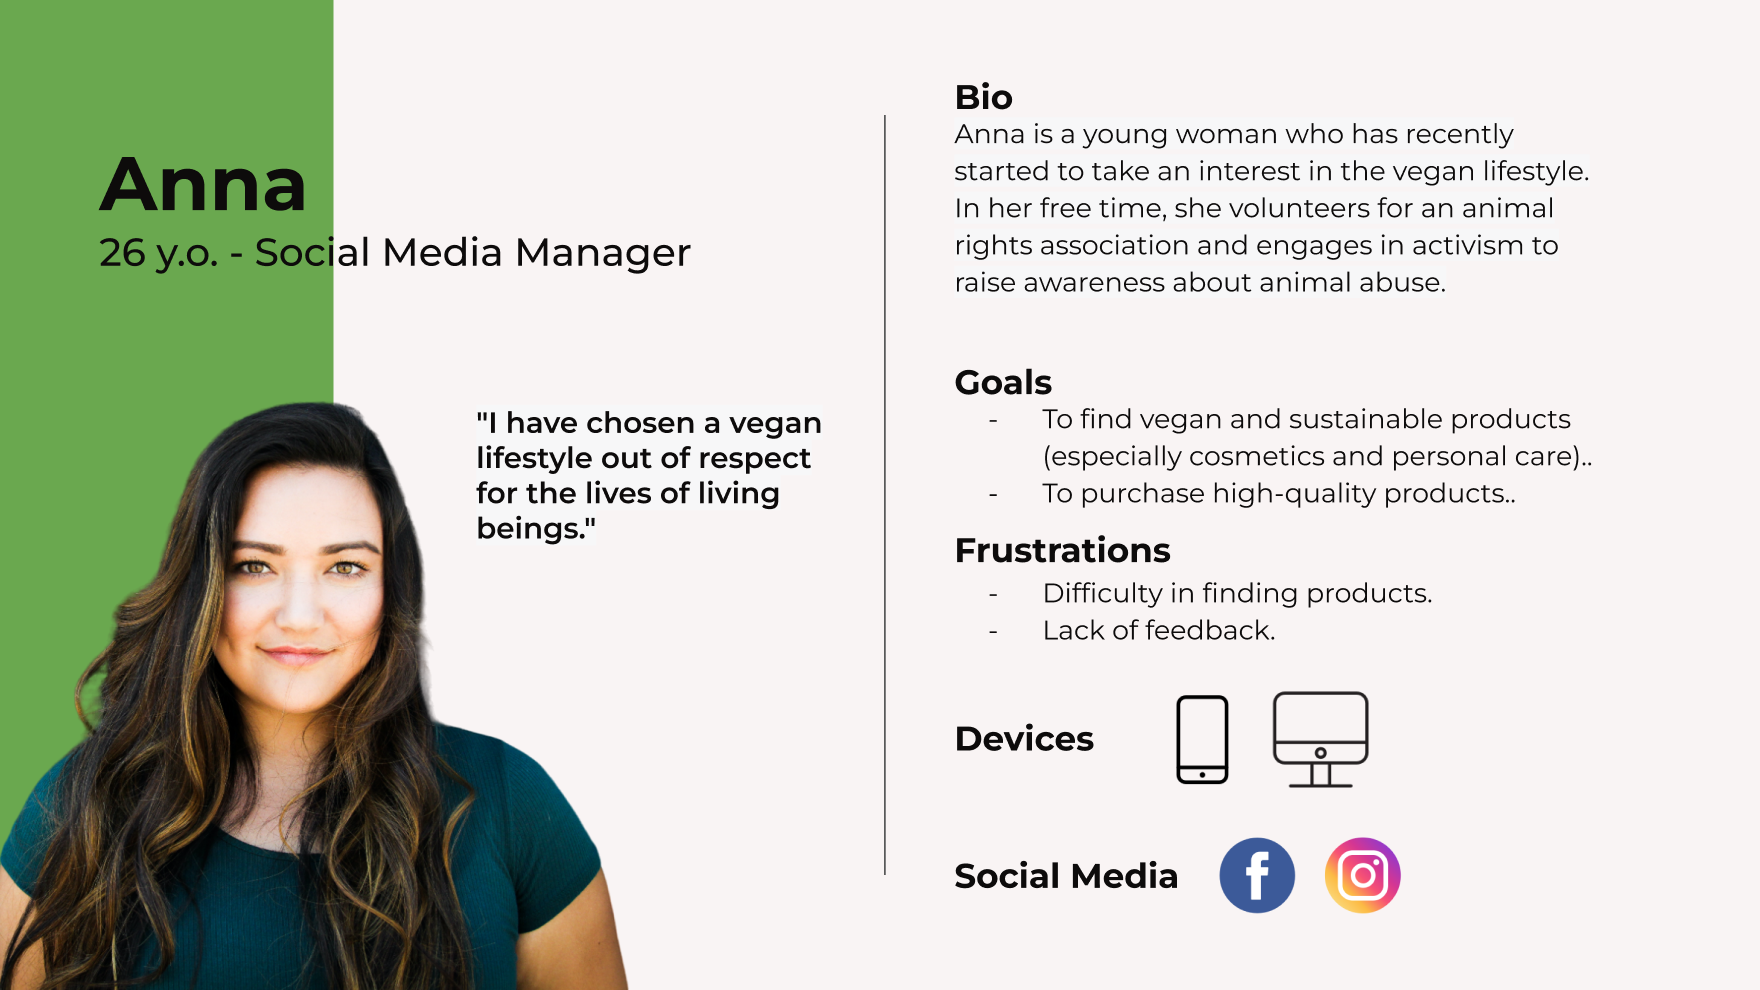 Anna
26 y.o. - Social Media Manager
"I have chosen a vegan
lifestyle out of respect
for the lives of living
beings."
Bio
Anna is a young woman who has recently
started to take an interest in the vegan lifestyle.
In her free time, she volunteers for an animal
rights association and engages in activism to
raise awareness about animal abuse.
Goals
- To find vegan and sustainable products
(especially cosmetics and personal care)..
- To purchase high-quality products..
Frustrations
- Difficulty in finding products.
- Lack of feedback.
Devices
Social Media